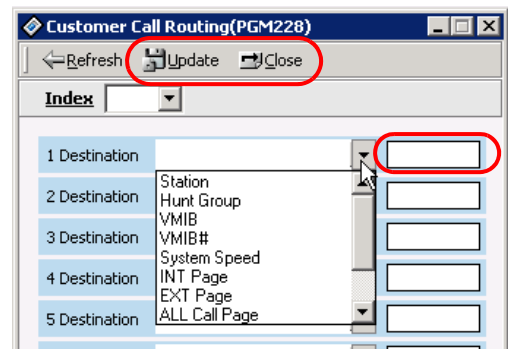 Customer Call Routing(PGM228)
Refresh Update Close
Index
1 Destination
Station
Hunt Group
2 Destination
VMIB
VMIB#
3 Destination
System Speed
INT Page
4 Destination
EXT Page
ALL Call Page
5 Destination